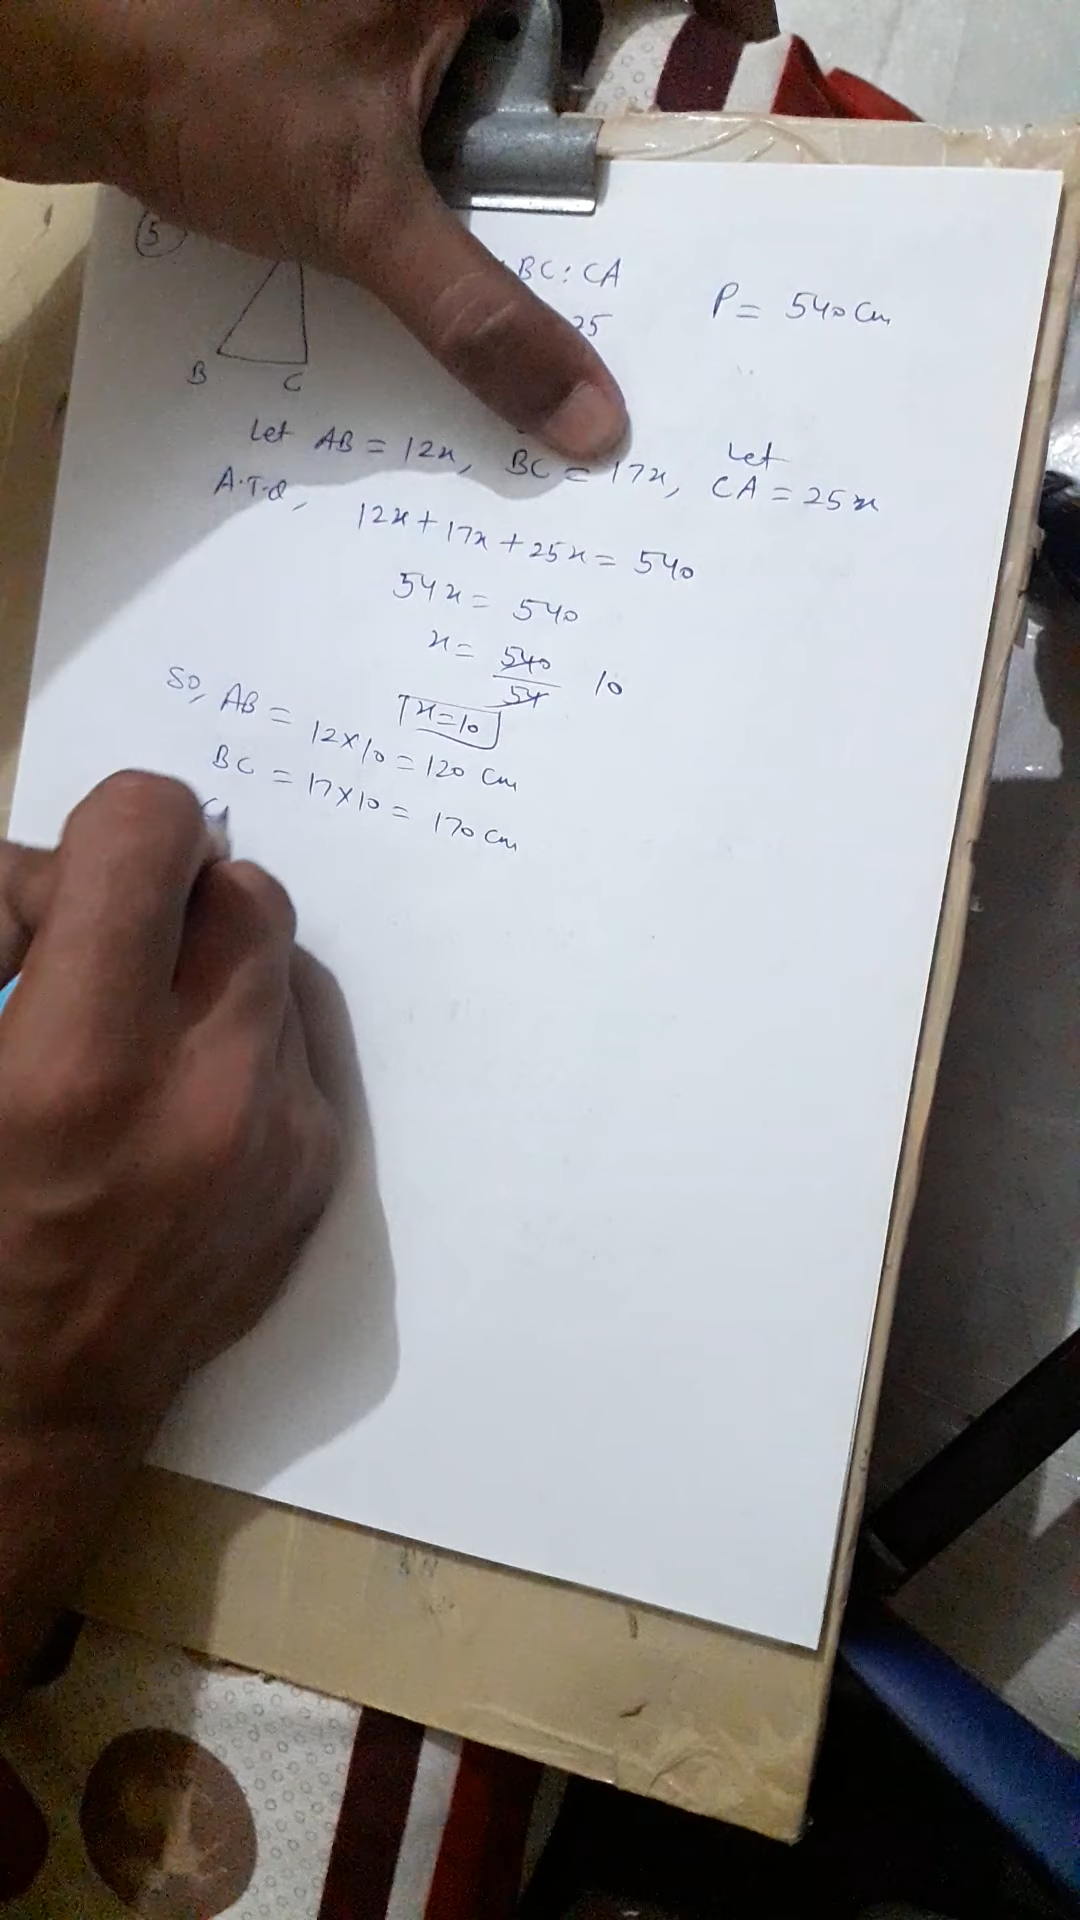 5
BC : CA
25
P = 540 cm
B C
Let AB = 12x, BC = 17x, Let CA = 25x
A.T.Q, 12x + 17x + 25x = 540
54x = 540
x = 540/54 10
x = 10
So, AB = 12 × 10 = 120 cm
BC = 17 × 10 = 170 cm
C